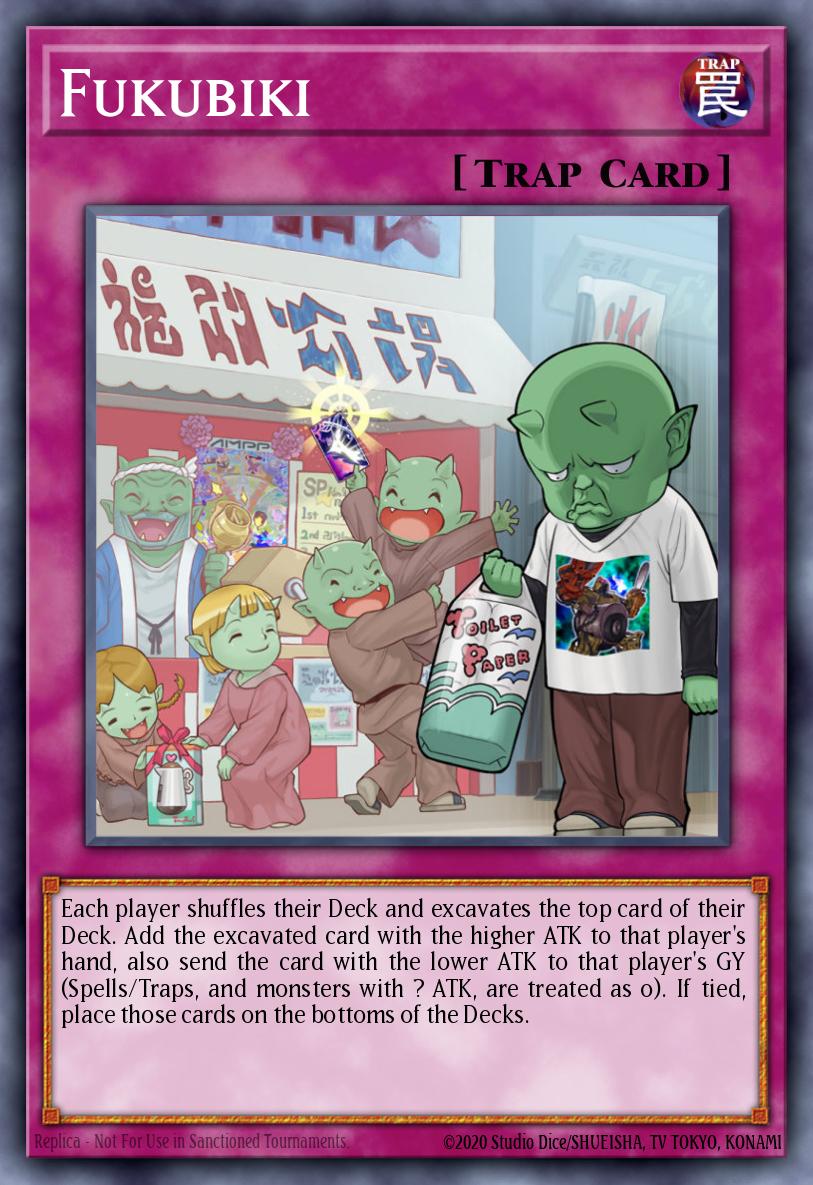 FUKUBIKI
TRAP
罠
[TRAP CARD]
AMPP
SP
1st
2nd
TOILET
PAPER
Each player shuffles their Deck and excavates the top card of their
Deck. Add the excavated card with the higher ATK to that player's
hand, also send the card with the lower ATK to that player's GY
(Spells/Traps, and monsters with ? ATK, are treated as 0). If tied,
place those cards on the bottoms of the Decks.
Replica - Not For Use in Sanctioned Tournaments.
©2020 Studio Dice/SHUEISHA, TV TOKYO, KONAMI